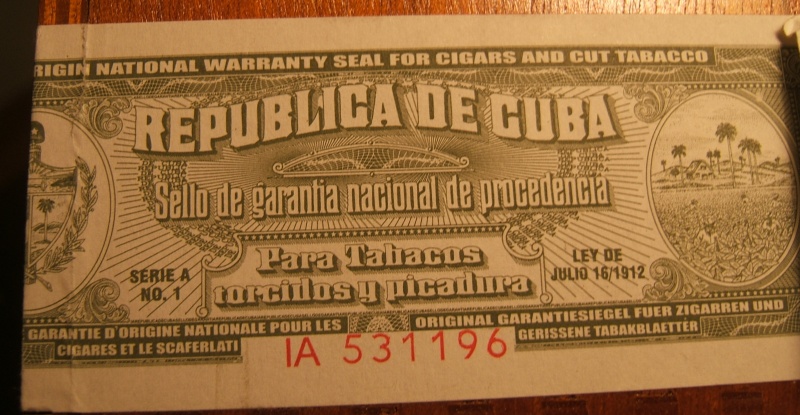 RIGIN NATIONAL WARRANTY SEAL FOR CIGARS AND CUT TABACCO
REPUBLICA DE CUBA
Sello de garantia nacional de procedencia
Para Tabacos
torcidos y picadura
SERIE A
NO. 1
LEY DE
JULIO 16/1912
GARANTIE D'ORIGINE NATIONALE POUR LES
CIGARES ET LE SCAFERLATI
ORIGINAL GARANTIESIEGEL FUER ZIGARREN UND
GERISSENE TABAKBLAETTER
IA 531196